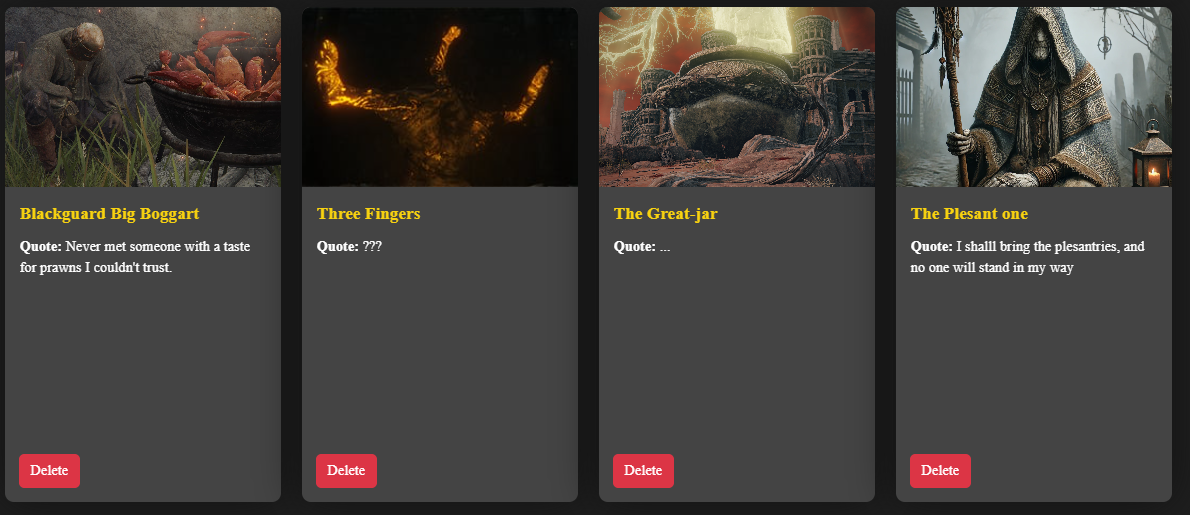 Blackguard Big Boggart
Quote: Never met someone with a taste
for prawns I couldn't trust.
Delete
Three Fingers
Quote: ???
Delete
The Great-jar
Quote: ...
Delete
The Plesant one
Quote: I shalll bring the plesantries, and
no one will stand in my way
Delete